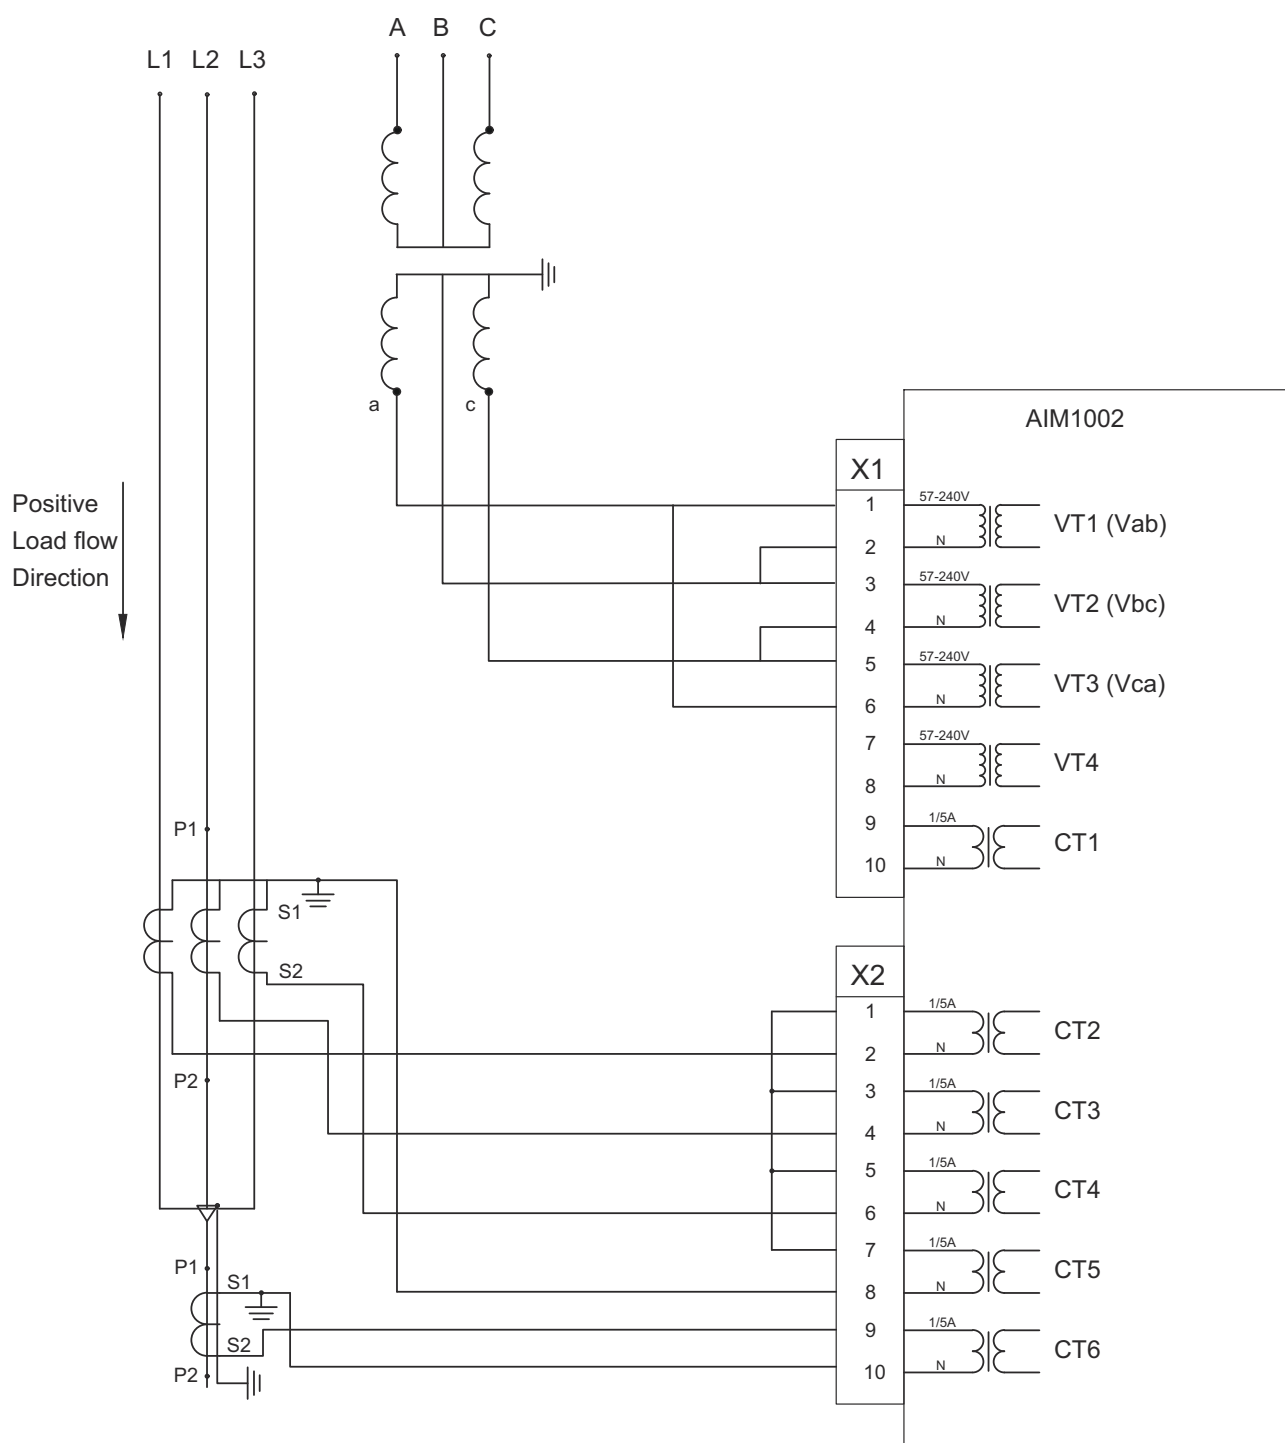 A B C
L1 L2 L3
a c
AIM1002
X1
Positive
Load flow
Direction
1 57-240V
VT1 (Vab)
2 N
3 57-240V
VT2 (Vbc)
4 N
5 57-240V
VT3 (Vca)
6 N
7 57-240V
VT4
8 N
9 1/5A
P1
CT1
10 N
S1
S2
X2
1 1/5A
CT2
2 N
P2
3 1/5A
CT3
4 N
5 1/5A
CT4
6 N
7 1/5A
P1
CT5
S1
8 N
9 1/5A
S2
CT6
P2
10 N